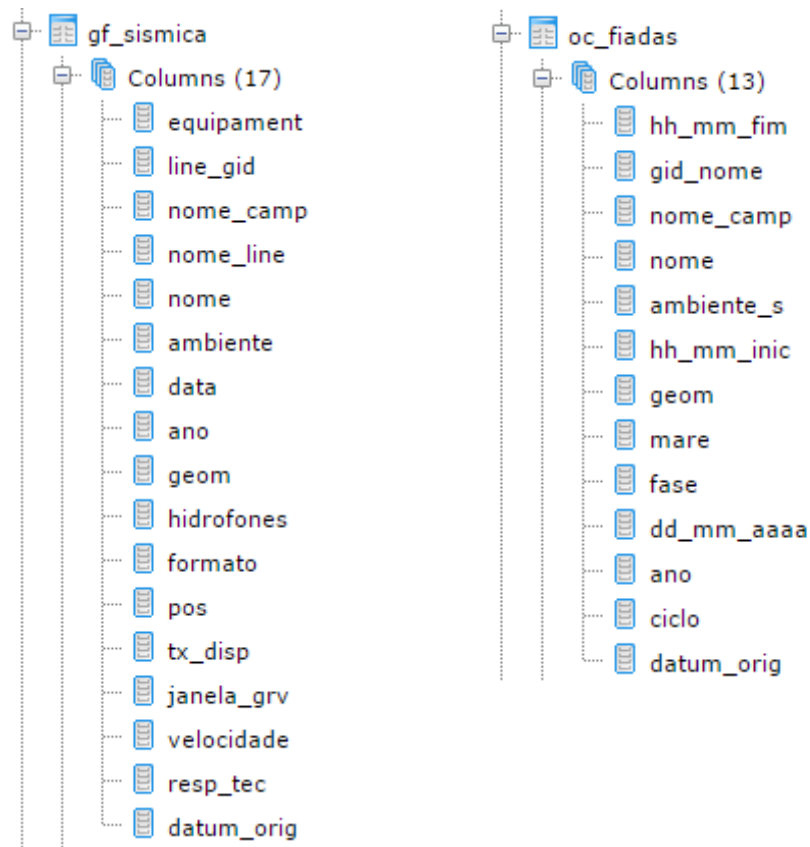 gf_sismica
Columns (17)
equipament
line_gid
nome_camp
nome_line
nome
ambiente
data
ano
geom
hidrofones
formato
pos
tx_disp
janela_grv
velocidade
resp_tec
datum_orig
oc_fiadas
Columns (13)
hh_mm_fim
gid_nome
nome_camp
nome
ambiente_s
hh_mm_inic
geom
mare
fase
dd_mm_aaaa
ano
ciclo
datum_orig